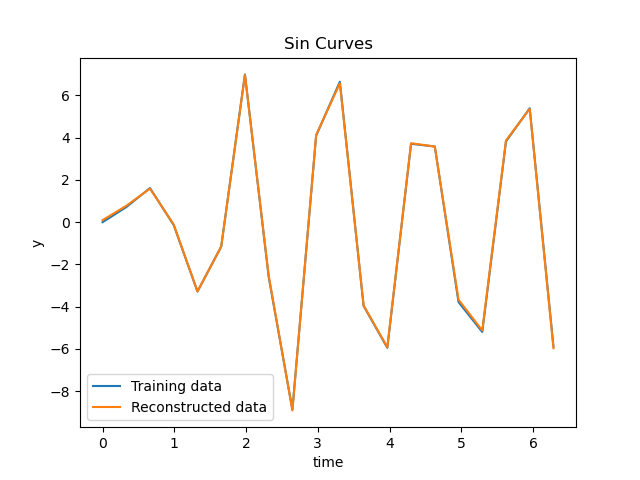 Sin Curves
y
6
4
2
0
−2
−4
−6
−8
Training data
Reconstructed data
0 1 2 3 4 5 6
time